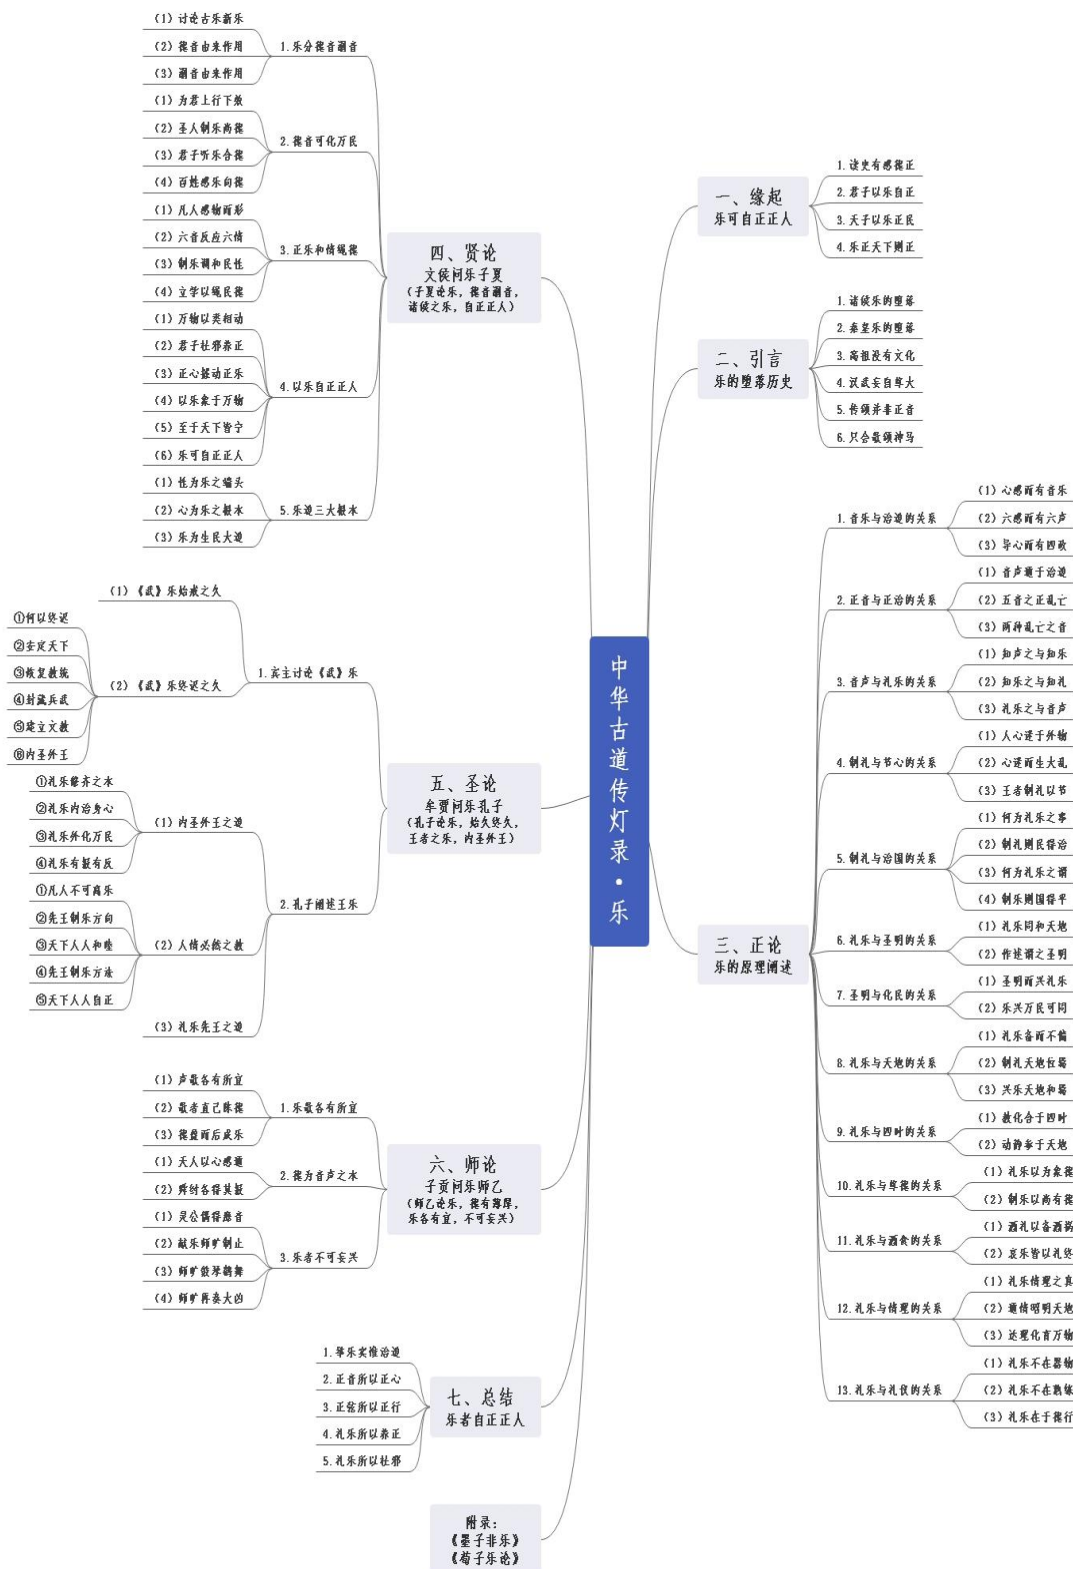 中华古道传灯录·乐
一、缘起
乐可自正正人
1.读史有感德正
2.君子以乐自正
3.天子以乐正民
4.乐正天下则正
二、引言
乐的堕落历史
1.诸侯乐的堕落
2.秦皇乐的堕落
3.高祖没有文化
4.汉武妄自尊大
5.传颂并非正音
6.只会歌颂神马
三、正论
乐的原理阐述
1.音乐与治道的关系
(1)心感而有音乐
(2)六感而有六声
(3)导心而有四政
2.正音与正治的关系
(1)音声通于治道
(2)五音之正乱亡
(3)两种乱亡之音
3.音声与礼乐的关系
(1)知声之与知乐
(2)知乐之与知礼
(3)礼乐之与音声
4.制礼与节心的关系
(1)人心迷于外物
(2)心迷而生大乱
(3)王者制礼以节
5.制礼与治国的关系
(1)何为礼乐之事
(2)制礼则民得治
(3)何为礼乐之谓
(4)制乐则国得平
6.礼乐与圣明的关系
(1)礼乐同和天地
(2)作述谓之圣明
7.圣明与化民的关系
(1)圣明而兴礼乐
(2)乐兴万民可同
8.礼乐与天地的关系
(1)礼乐备而不偏
(2)制礼天地位焉
(3)兴乐天地和焉
9.礼乐与四时的关系
(1)教化合于四时
(2)动静参于天地
10.礼乐与尊德的关系
(1)礼乐以为象德
(2)制乐以尚有德
11.礼乐与酒食的关系
(1)酒礼以备酒祸
(2)哀乐皆以礼终
12.礼乐与情理的关系
(1)礼乐情理之真
(2)通情昭明天地
(3)达理化育万物
13.礼乐与礼仪的关系
(1)礼乐不在器物
(2)礼乐不在熟练
(3)礼乐在于德行
四、贤论
文侯问乐子夏
(子夏论乐,德音溺音,
诸侯之乐,自正正人)
1.乐分德音溺音
(1)讨论古乐新乐
(2)德音由来作用
(3)溺音由来作用
2.德音可化万民
(1)为君上行下效
(2)圣人制乐尚德
(3)君子听乐合德
(4)百姓感乐向德
3.正乐和情绳德
(1)凡人感物而形
(2)六音反应六情
(3)制乐调和民性
(4)立学以绳民德
4.以乐自正正人
(1)万物以类相动
(2)君子杜邪养正
(3)正心振动正乐
(4)以乐象于万物
(5)至于天下皆宁
(6)乐可自正正人
5.乐道三大根本
(1)性为乐之端头
(2)心为乐之根本
(3)乐为生民大道
五、圣论
牟贾问乐孔子
(孔子论乐,始久终久,
王者之乐,内圣外王)
1.宾主讨论《武》乐
(1)《武》乐始戒之久
(2)《武》乐终迟之久
①何以终迟
②安定天下
③恢复教统
④封藏兵武
⑤建立文教
⑥内圣外王
2.孔子阐述王乐
(1)内圣外王之道
①礼乐修齐之本
②礼乐内治身心
③礼乐外化万民
④礼乐有报有反
(2)人情必然之教
①凡人不可离乐
②先王制乐方向
③天下人人和睦
④先王制乐方法
⑤天下人人自正
(3)礼乐先王之道
六、师论
子贡问乐师乙
(师乙论乐,德有薄厚,
乐各有宜,不可妄兴)
1.乐歌各有所宜
(1)声歌各有所宜
(2)歌者直己陈德
(3)德盛而后成乐
2.德为音声之本
(1)天人以心感通
(2)舜纣各得其报
3.乐者不可妄兴
(1)灵公偶得靡音
(2)献乐师旷制止
(3)师旷鼓琴鹤舞
(4)师旷再奏大凶
七、总结
乐者自正正人
1.举乐实惟治道
2.正音所以正心
3.正弦所以正行
4.礼乐所以养正
5.礼乐所以杜邪
附录:
《墨子非乐》
《荀子乐论》